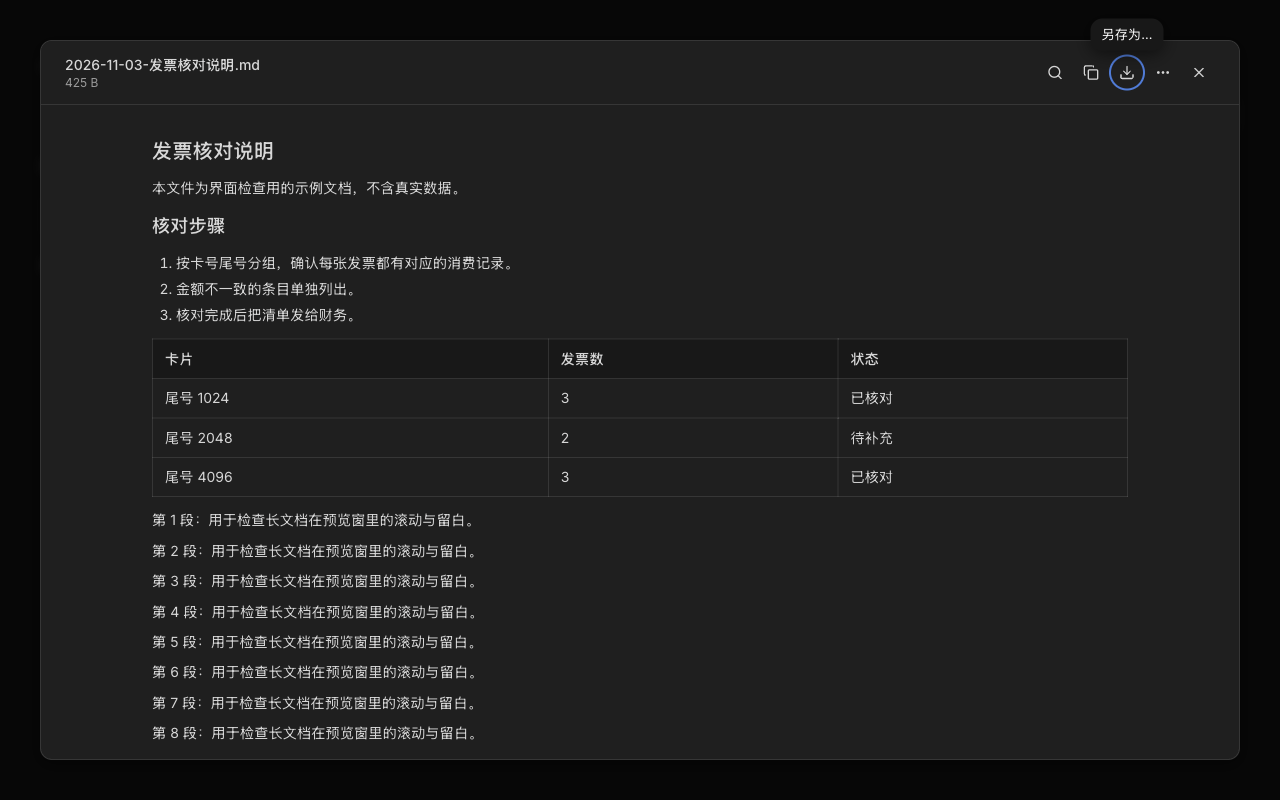 另存为...
2026-11-03-发票核对说明.md
425 B
发票核对说明
本文件为界面检查用的示例文档，不含真实数据。
核对步骤
1. 按卡号尾号分组，确认每张发票都有对应的消费记录。
2. 金额不一致的条目单独列出。
3. 核对完成后把清单发给财务。
卡片 发票数 状态
尾号 1024 3 已核对
尾号 2048 2 待补充
尾号 4096 3 已核对
第 1 段：用于检查长文档在预览窗里的滚动与留白。
第 2 段：用于检查长文档在预览窗里的滚动与留白。
第 3 段：用于检查长文档在预览窗里的滚动与留白。
第 4 段：用于检查长文档在预览窗里的滚动与留白。
第 5 段：用于检查长文档在预览窗里的滚动与留白。
第 6 段：用于检查长文档在预览窗里的滚动与留白。
第 7 段：用于检查长文档在预览窗里的滚动与留白。
第 8 段：用于检查长文档在预览窗里的滚动与留白。